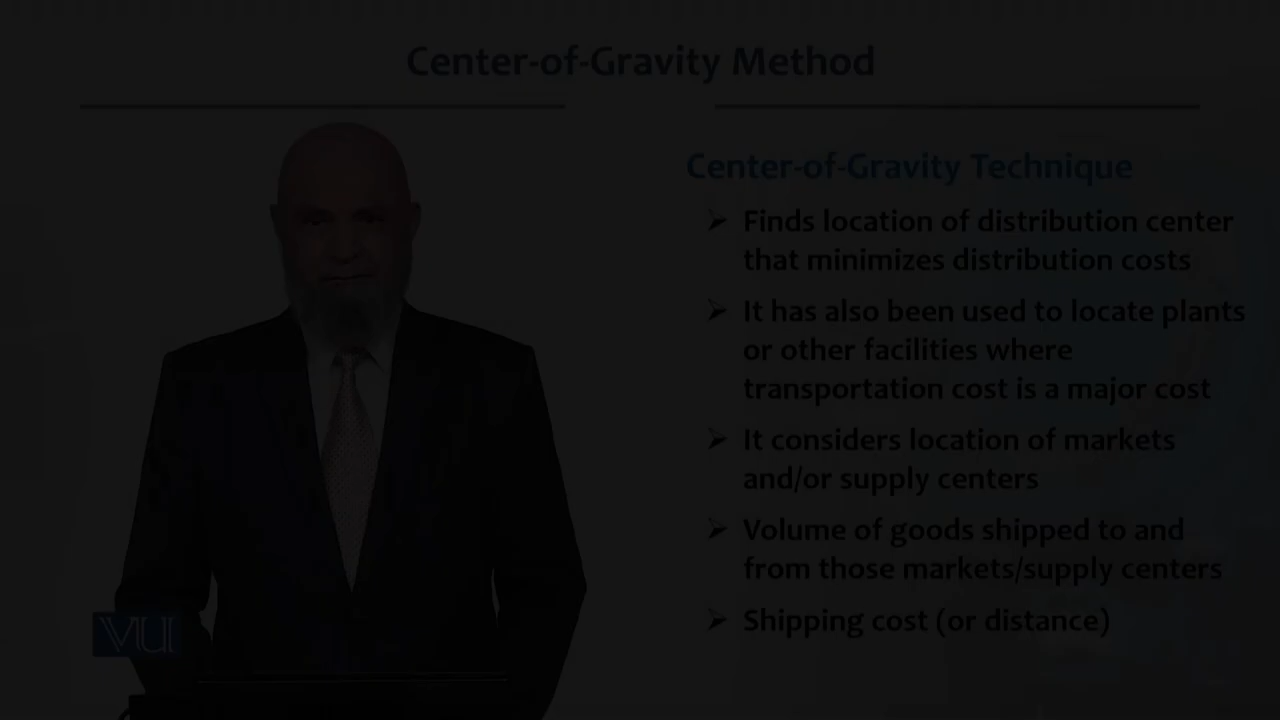 Center-of-Gravity Method
Center-of-Gravity Technique
➢ Finds location of distribution center
that minimizes distribution costs
➢ It has also been used to locate plants
or other facilities where
transportation cost is a major cost
➢ It considers location of markets
and/or supply centers
➢ Volume of goods shipped to and
from those markets/supply centers
➢ Shipping cost (or distance)
VU